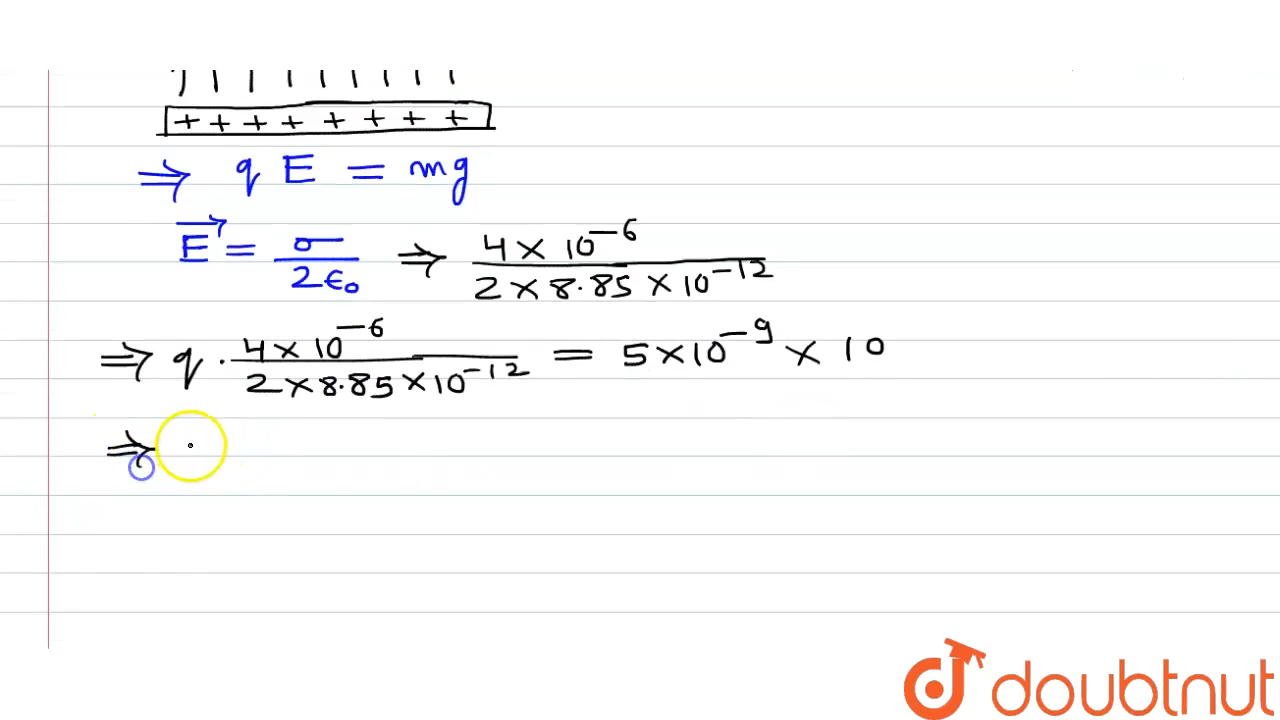 + + + + + + + +
⇒ q E = mg
E⃗ = σ / 2ϵ₀ ⇒ 4 × 10⁻⁶ / 2 × 8.85 × 10⁻¹²
⇒ q · 4 × 10⁻⁶ / 2 × 8.85 × 10⁻¹² = 5 × 10⁻⁹ × 10
⇒
doubtnut